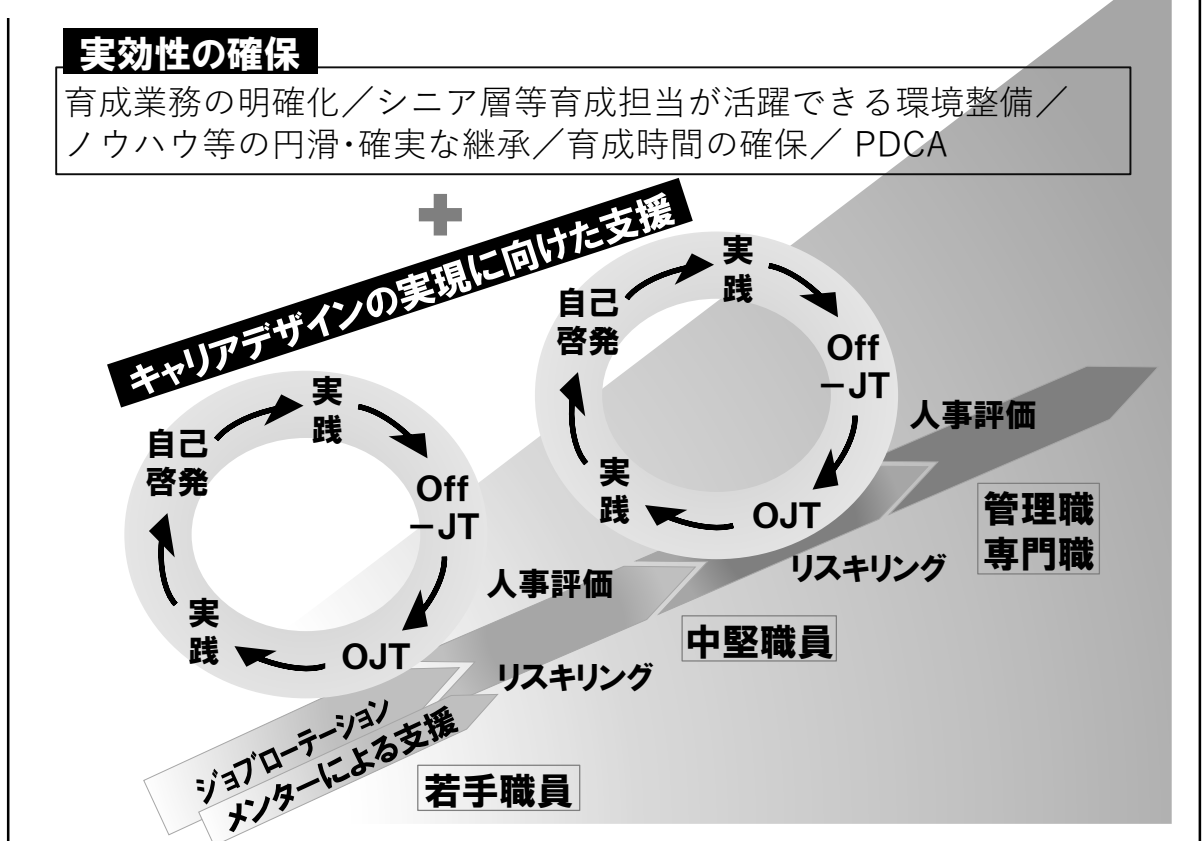 実効性の確保
育成業務の明確化／シニア層等育成担当が活躍できる環境整備／
ノウハウ等の円滑・確実な継承／育成時間の確保／ PDCA
キャリアデザインの実現に向けた支援
実
践
自己
啓発
Off
－JT
人事評価
実
践
OJT
管理職
専門職
リスキリング
実
践
自己
啓発
Off
－JT
人事評価
実
践
OJT
中堅職員
リスキリング
ジョブローテーション
メンターによる支援
若手職員